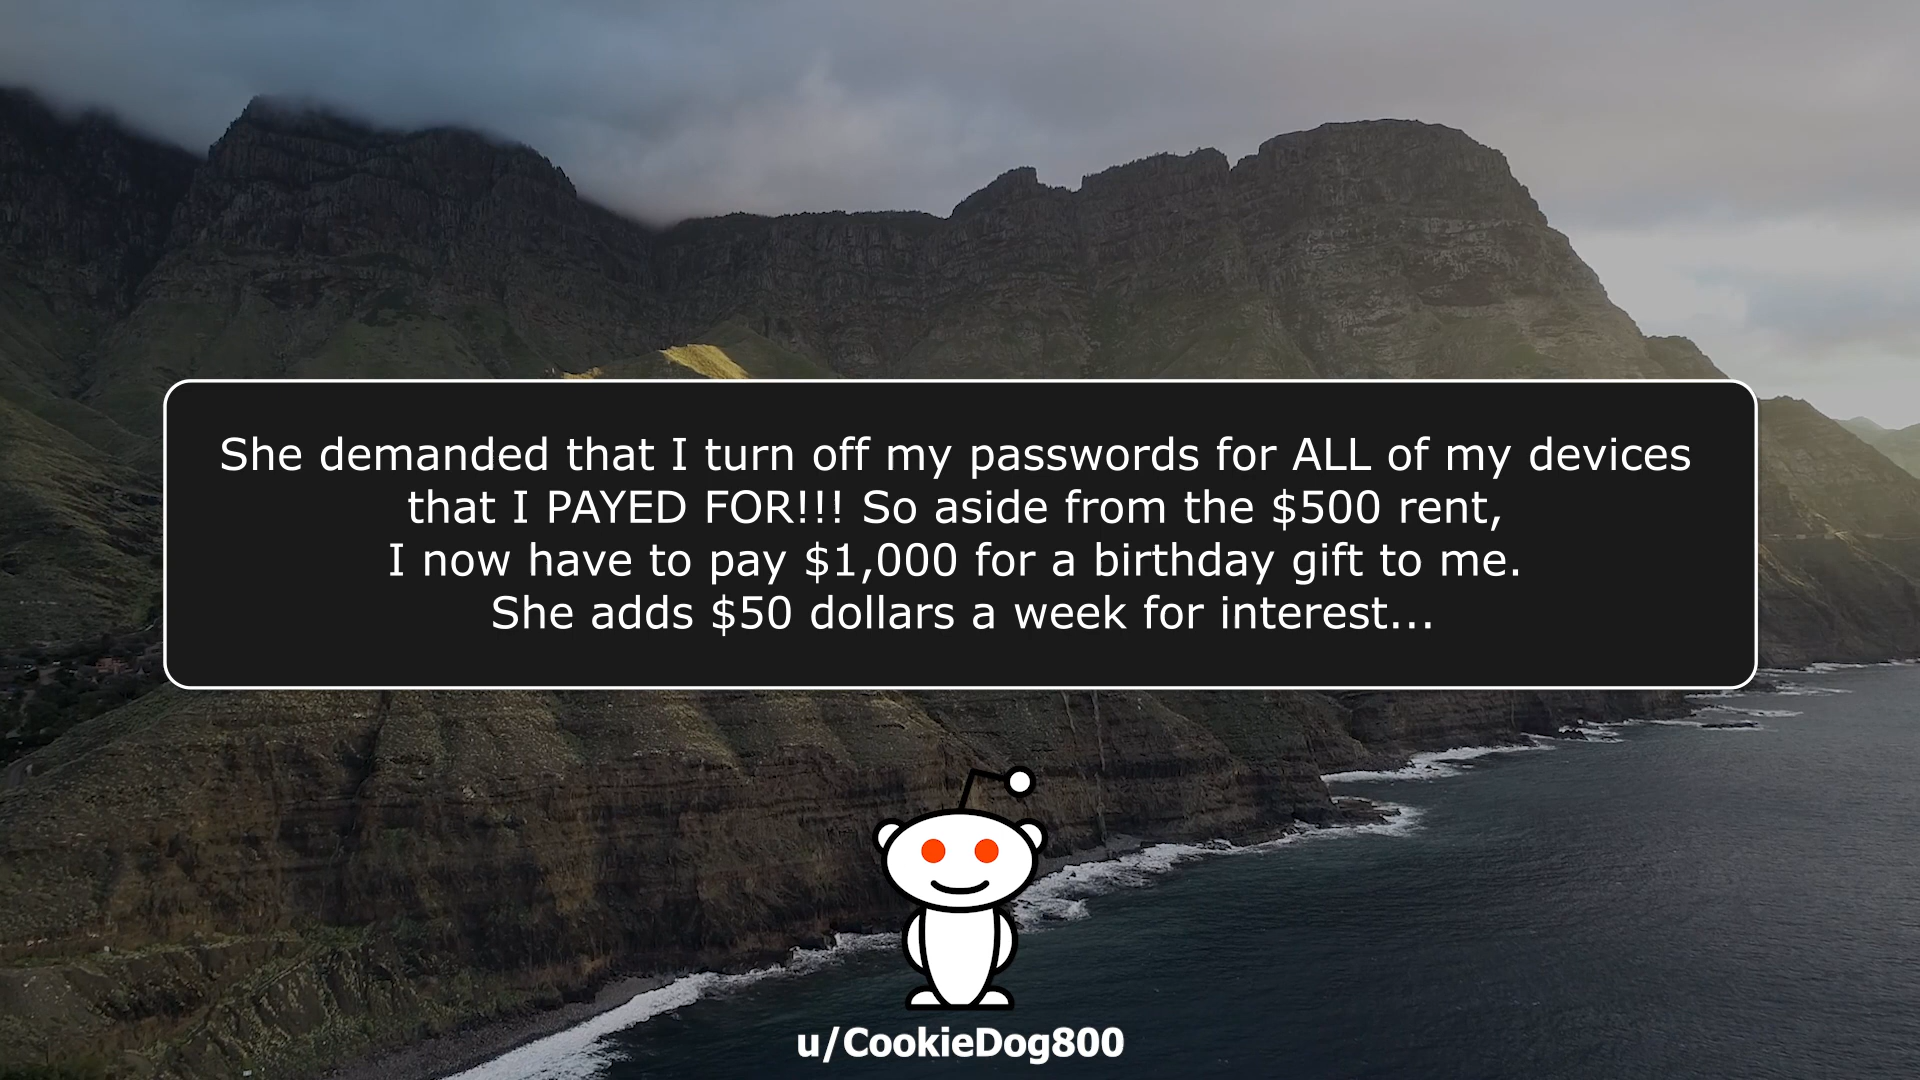 She demanded that I turn off my passwords for ALL of my devices
that I PAYED FOR!!! So aside from the $500 rent,
I now have to pay $1,000 for a birthday gift to me.
She adds $50 dollars a week for interest...
u/CookieDog800